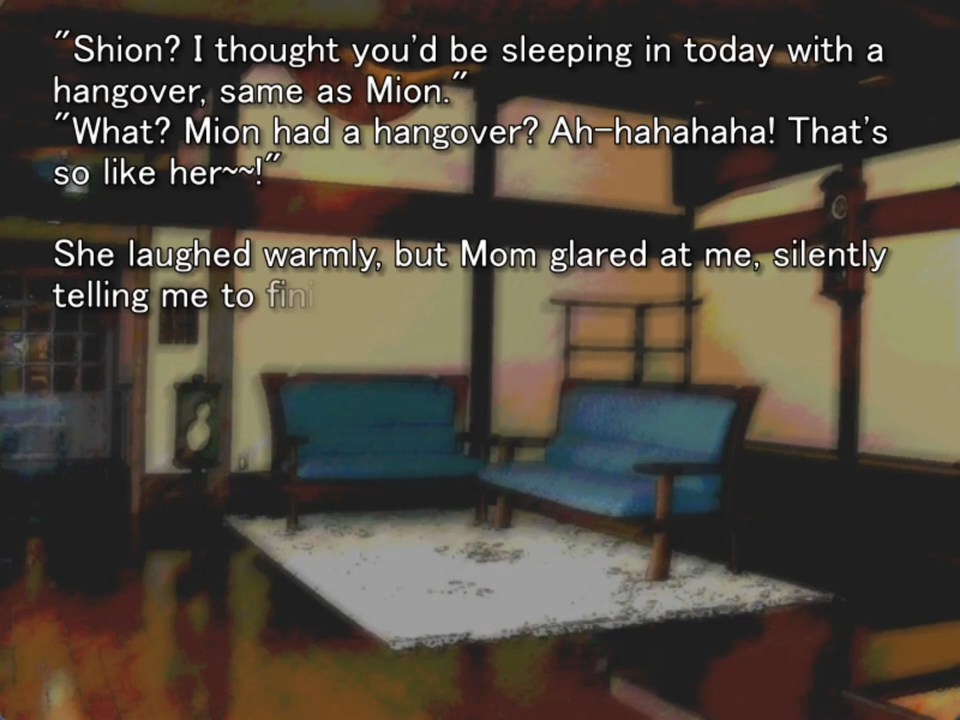 "Shion? I thought you'd be sleeping in today with a
hangover, same as Mion."
"What? Mion had a hangover? Ah-hahahaha! That's
so like her~~!"
She laughed warmly, but Mom glared at me, silently
telling me to fini